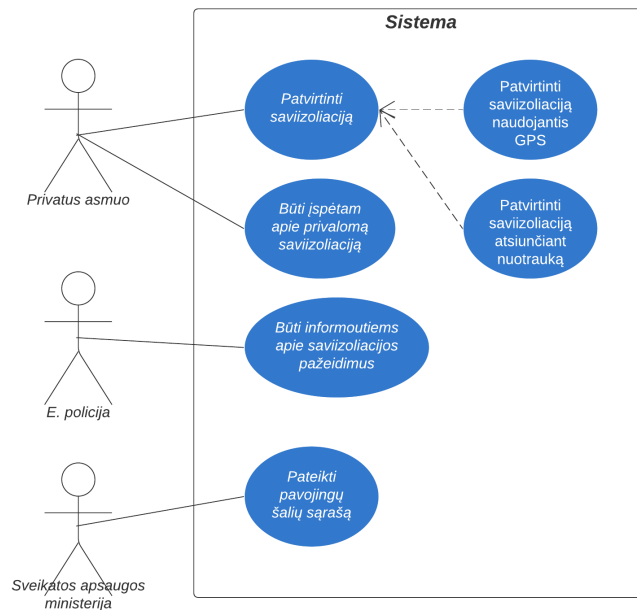 Sistema
Patvirtinti
saviizoliaciją
Patvirtinti
saviizoliaciją
naudojantis
GPS
Privatus asmuo
Būti įspėtam
apie privalomą
saviizoliaciją
Patvirtinti
saviizoliaciją
atsiunčiant
nuotrauką
Būti informoutiems
apie saviizoliacijos
pažeidimus
E. policija
Pateikti
pavojingų
šalių sąrašą
Sveikatos apsaugos
ministerija